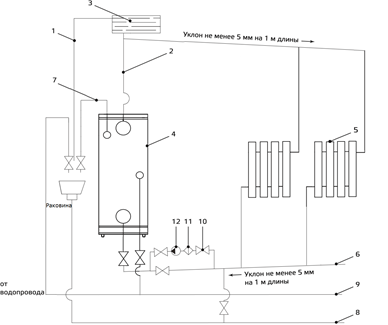 3
1
Уклон не менее 5 мм на 1 м длины
2
7
4
5
Раковина
12 11 10
6
Уклон не менее 5 мм
на 1 м длины
от
водопровода
9
8